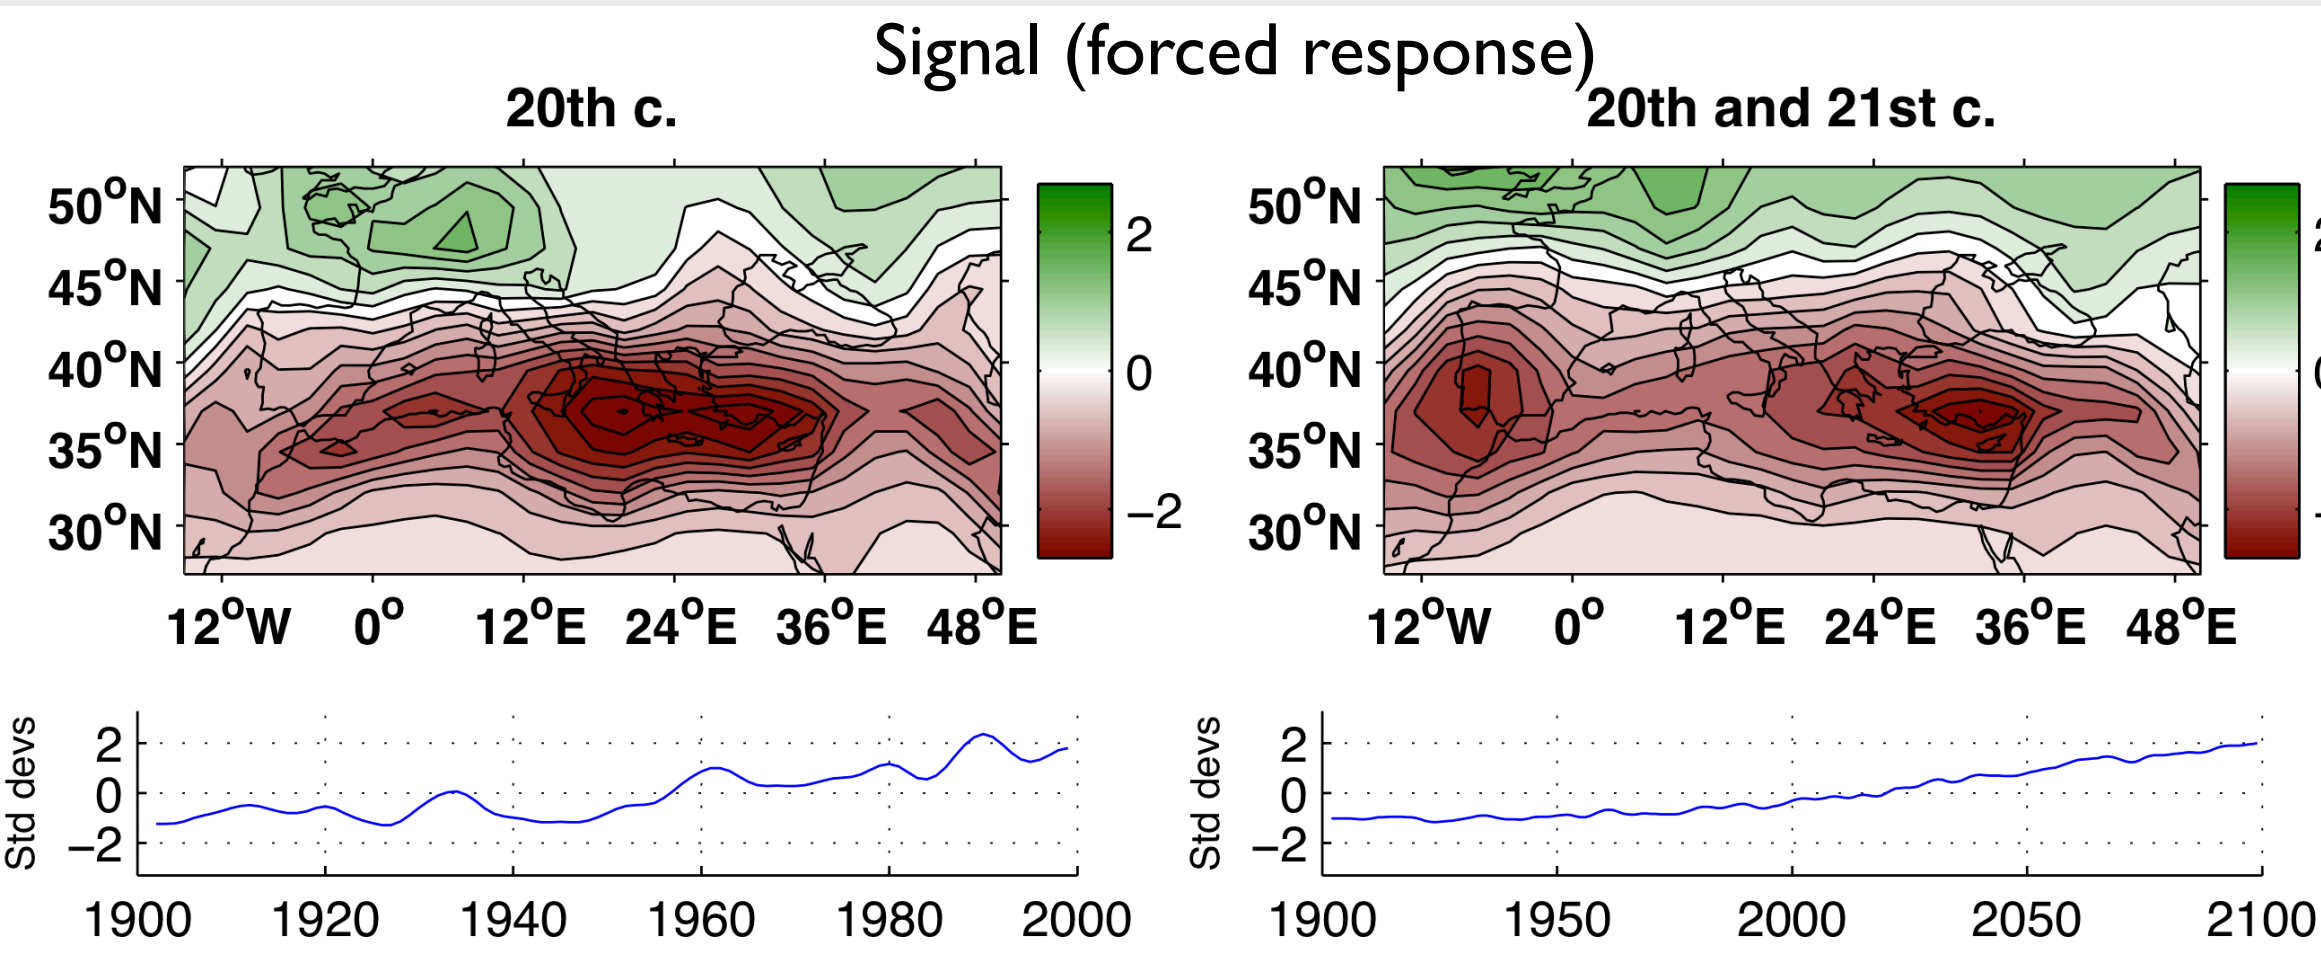 Signal (forced response)
20th c.
20th and 21st c.
50°N
45°N
40°N
35°N
30°N
12°W 0° 12°E 24°E 36°E 48°E
2
0
−2
50°N
45°N
40°N
35°N
30°N
12°W 0° 12°E 24°E 36°E 48°E
Std devs
2
0
−2
1900 1920 1940 1960 1980 2000
Std devs
2
0
−2
1900 1950 2000 2050 2100